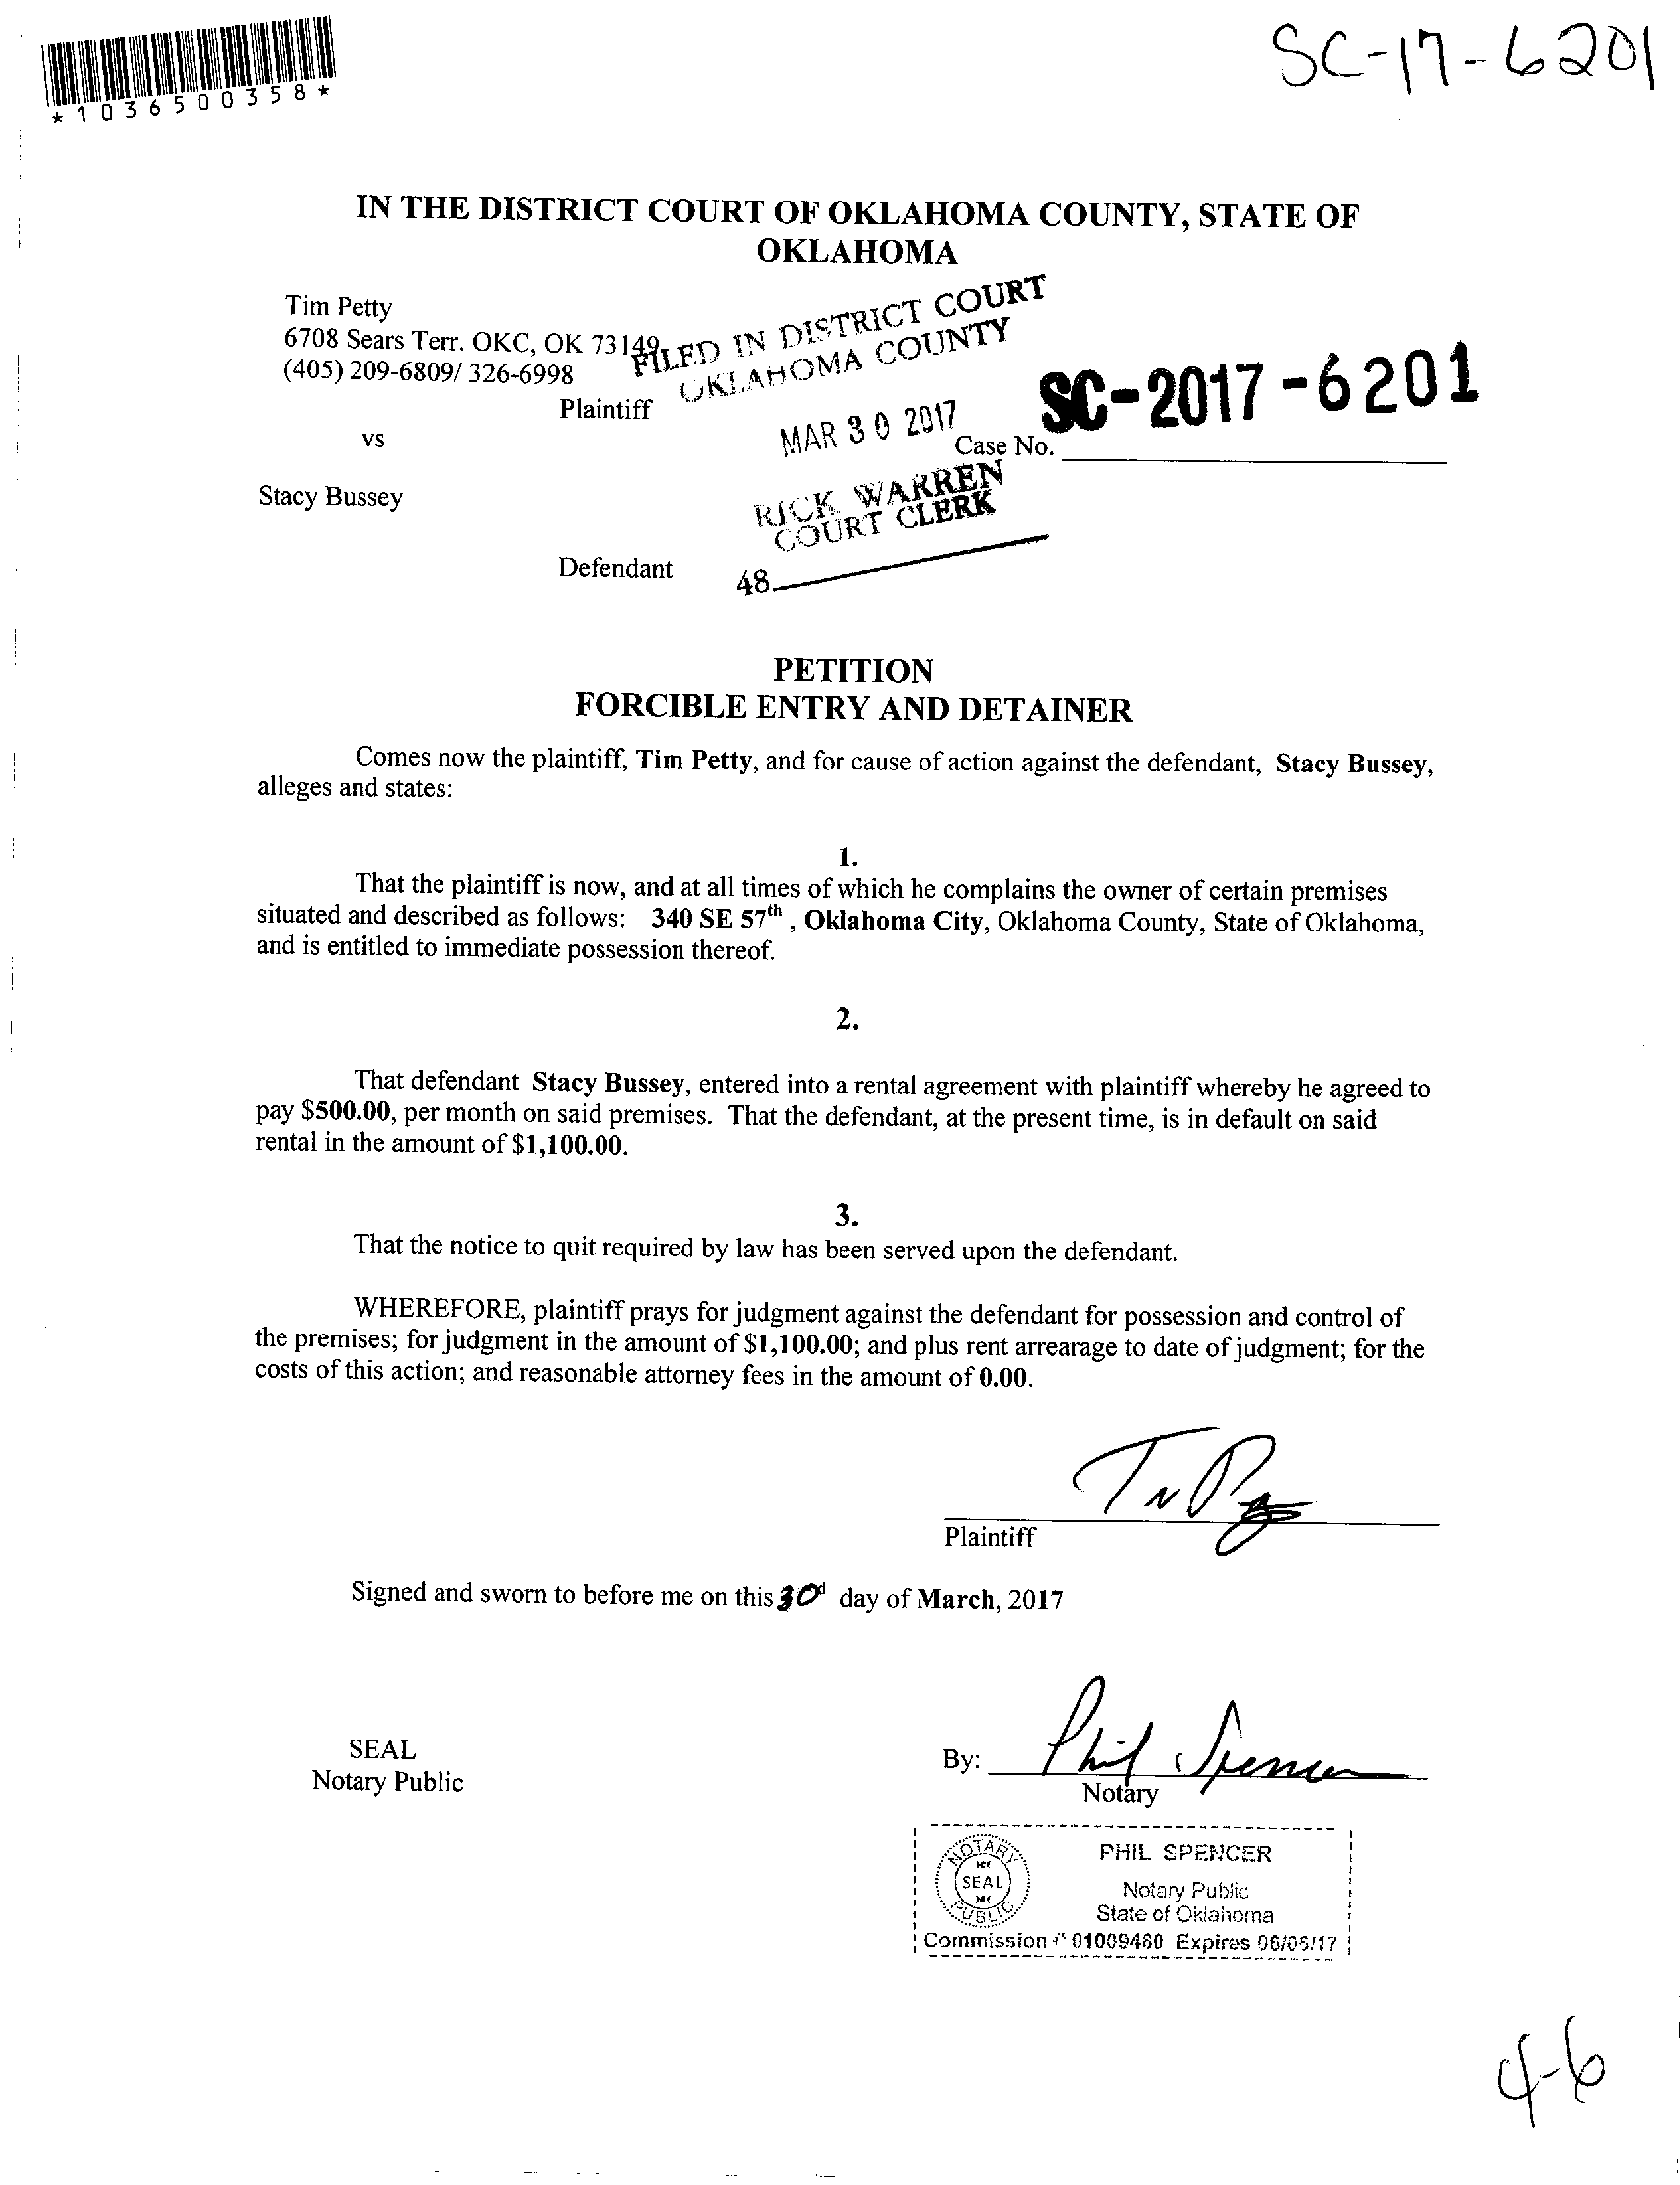 *1036500358*
SC-17-6201
IN THE DISTRICT COURT OF OKLAHOMA COUNTY, STATE OF
OKLAHOMA
Tim Petty
6708 Sears Terr. OKC, OK 73149
(405) 209-6809/ 326-6998
Plaintiff
FILED IN DISTRICT COURT
OKLAHOMA COUNTY
MAR 30 2017
SC-2017-6201
Case No.
vs
RICK WARREN
COURT CLERK
Stacy Bussey
Defendant
48
PETITION
FORCIBLE ENTRY AND DETAINER
Comes now the plaintiff, Tim Petty, and for cause of action against the defendant, Stacy Bussey,
alleges and states:
1.
That the plaintiff is now, and at all times of which he complains the owner of certain premises
situated and described as follows: 340 SE 57th , Oklahoma City, Oklahoma County, State of Oklahoma,
and is entitled to immediate possession thereof.
2.
That defendant Stacy Bussey, entered into a rental agreement with plaintiff whereby he agreed to
pay $500.00, per month on said premises. That the defendant, at the present time, is in default on said
rental in the amount of $1,100.00.
3.
That the notice to quit required by law has been served upon the defendant.
WHEREFORE, plaintiff prays for judgment against the defendant for possession and control of
the premises; for judgment in the amount of $1,100.00; and plus rent arrearage to date of judgment; for the
costs of this action; and reasonable attorney fees in the amount of 0.00.
Plaintiff
Signed and sworn to before me on this 30d day of March, 2017
SEAL
Notary Public
By: Phil Spencer
Notary
NOTARY
SEAL
PUBLIC
PHIL SPENCER
Notary Public
State of Oklahoma
Commission # 01009480 Expires 06/06/17
4-6